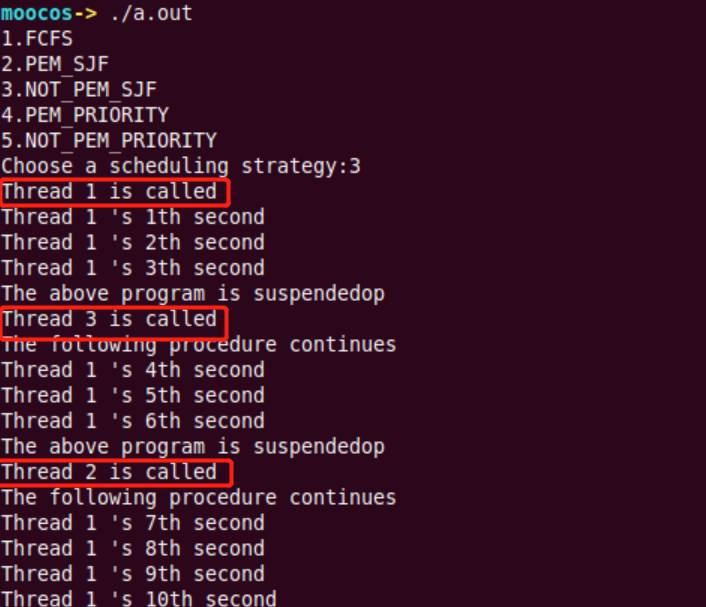 moocos-> ./a.out
1.FCFS
2.PEM_SJF
3.NOT_PEM_SJF
4.PEM_PRIORITY
5.NOT_PEM_PRIORITY
Choose a scheduling strategy:3
Thread 1 is called
Thread 1 's 1th second
Thread 1 's 2th second
Thread 1 's 3th second
The above program is suspendedop
Thread 3 is called
The following procedure continues
Thread 1 's 4th second
Thread 1 's 5th second
Thread 1 's 6th second
The above program is suspendedop
Thread 2 is called
The following procedure continues
Thread 1 's 7th second
Thread 1 's 8th second
Thread 1 's 9th second
Thread 1 's 10th second